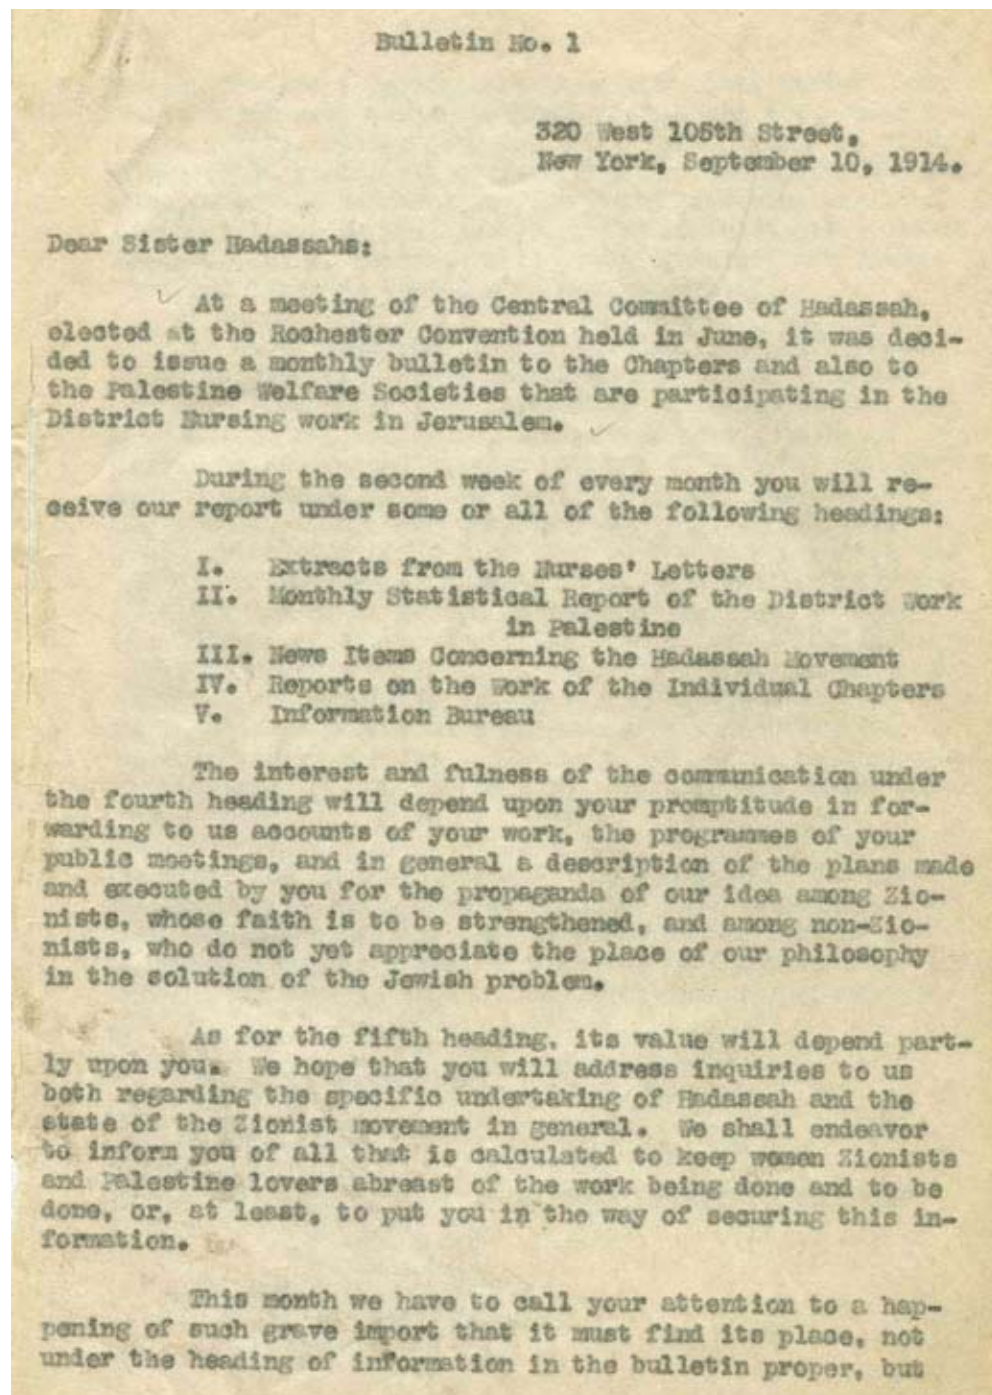 Bulletin No. 1
320 West 105th Street,
New York, September 10, 1914.
Dear Sister Hadassahs:
At a meeting of the Central Committee of Hadassah,
elected at the Rochester Convention held in June, it was deci-
ded to issue a monthly bulletin to the Chapters and also to
the Palestine Welfare Societies that are participating in the
District Nursing work in Jerusalem.
During the second week of every month you will re-
ceive our report under some or all of the following headings:
I. Extracts from the Nurses' Letters
II. Monthly Statistical Report of the District Work
in Palestine
III. News Items Concerning the Hadassah Movement
IV. Reports on the Work of the Individual Chapters
V. Information Bureau
The interest and fulness of the communication under
the fourth heading will depend upon your promptitude in for-
warding to us accounts of your work, the programmes of your
public meetings, and in general a description of the plans made
and executed by you for the propaganda of our idea among Zio-
nists, whose faith is to be strengthened, and among non-Zio-
nists, who do not yet appreciate the place of our philosophy
in the solution of the Jewish problem.
As for the fifth heading, its value will depend part-
ly upon you. We hope that you will address inquiries to us
both regarding the specific undertaking of Hadassah and the
state of the Zionist movement in general. We shall endeavor
to inform you of all that is calculated to keep women Zionists
and Palestine lovers abreast of the work being done and to be
done, or, at least, to put you in the way of securing this in-
formation.
This month we have to call your attention to a hap-
pening of such grave import that it must find its place, not
under the heading of information in the bulletin proper, but